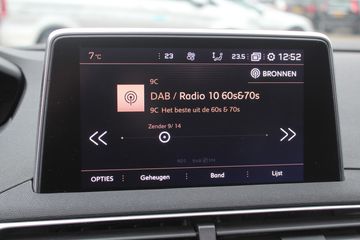 7°C 23 23.5 12:52
BRONNEN
9C
DAB / Radio 10 60s&70s
9C Het beste uit de 60s & 70s
Zender 9/ 14
OPTIES Geheugen Band Lijst